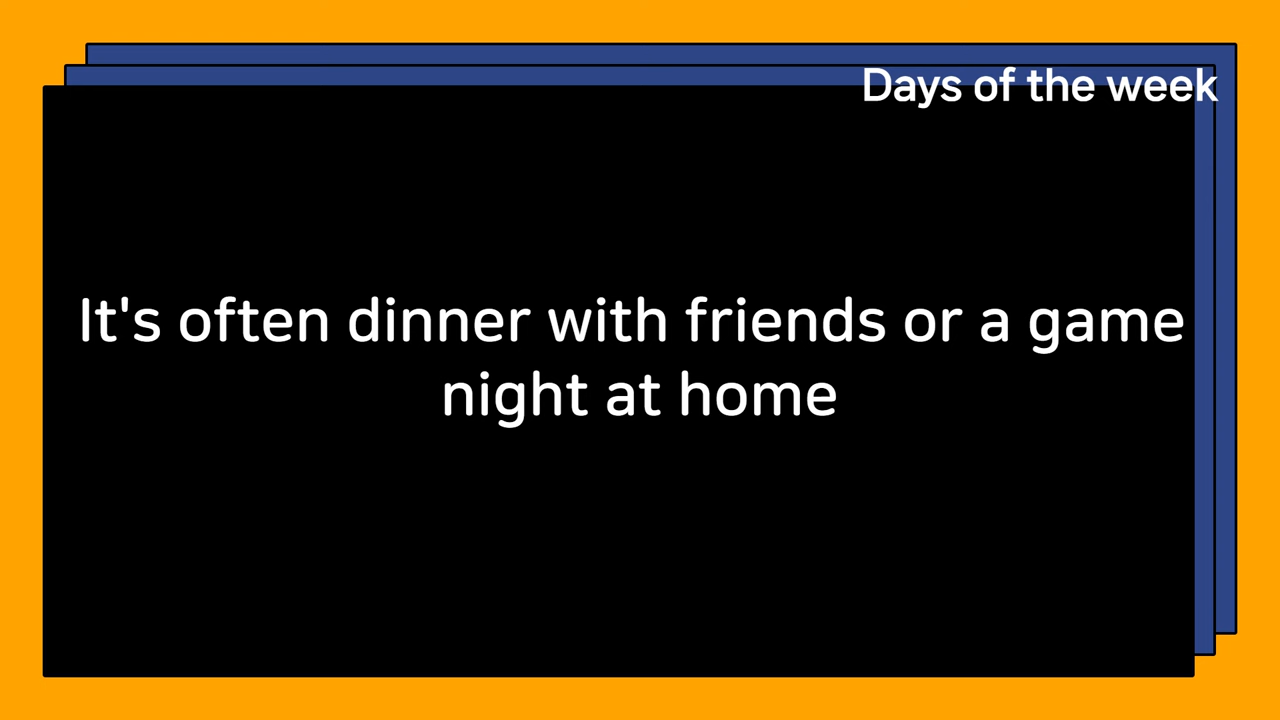 Days of the week
It's often dinner with friends or a game
night at home